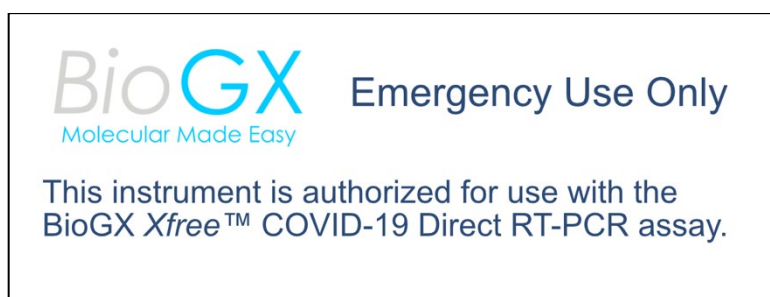 BioGX
Molecular Made Easy
Emergency Use Only
This instrument is authorized for use with the
BioGX Xfree™ COVID-19 Direct RT-PCR assay.